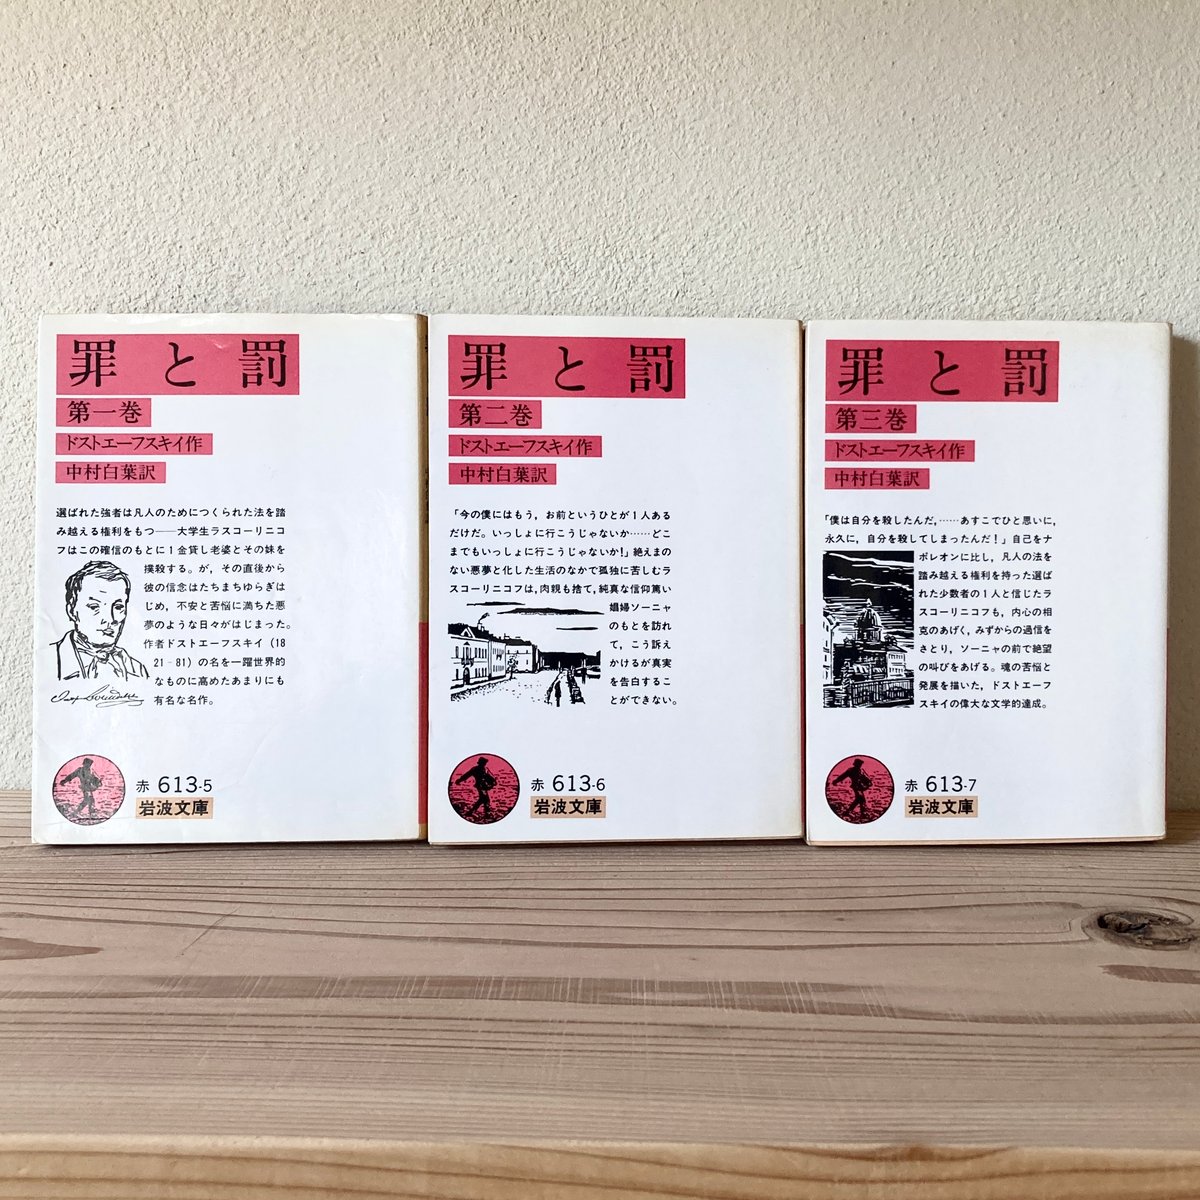 罪と罰
第一巻
ドストエーフスキイ作
中村白葉訳
選ばれた強者は凡人のためにつくられた法を踏
み越える権利をもつ——大学生ラスコーリニコ
フはこの確信のもとに1金貸し老婆とその妹を
撲殺する。が，その直後から
彼の信念はたちまちゆらぎは
じめ，不安と苦悩に満ちた悪
夢のような日々がはじまった。
作者ドストエーフスキイ（18
21‐81）の名を一躍世界的
なものに高めたあまりにも
有名な名作。
赤 613-5
岩波文庫
罪と罰
第二巻
ドストエーフスキイ作
中村白葉訳
「今の僕にはもう，お前というひとが1人ある
だけだ。いっしょに行こうじゃないか……どこ
までもいっしょに行こうじゃないか！」絶えまの
ない悪夢と化した生活のなかで孤独に苦しむラ
スコーリニコフは，肉親も捨て，純真な信仰篤い
娼婦ソーニャ
のもとを訪れ
て，こう訴え
かけるが真実
を告白するこ
とができない。
赤 613-6
岩波文庫
罪と罰
第三巻
ドストエーフスキイ作
中村白葉訳
「僕は自分を殺したんだ，……あすこでひと思いに，
永久に，自分を殺してしまったんだ！」自己をナ
ポレオンに比し，凡人の法を
踏み越える権利を持った選ば
れた少数者の1人と信じたラ
スコーリニコフも，内心の相
克のあげく，みずからの過信を
さとり，ソーニャの前で絶望
の叫びをあげる。魂の苦悩と
発展を描いた，ドストエーフ
スキイの偉大な文学的達成。
赤 613-7
岩波文庫